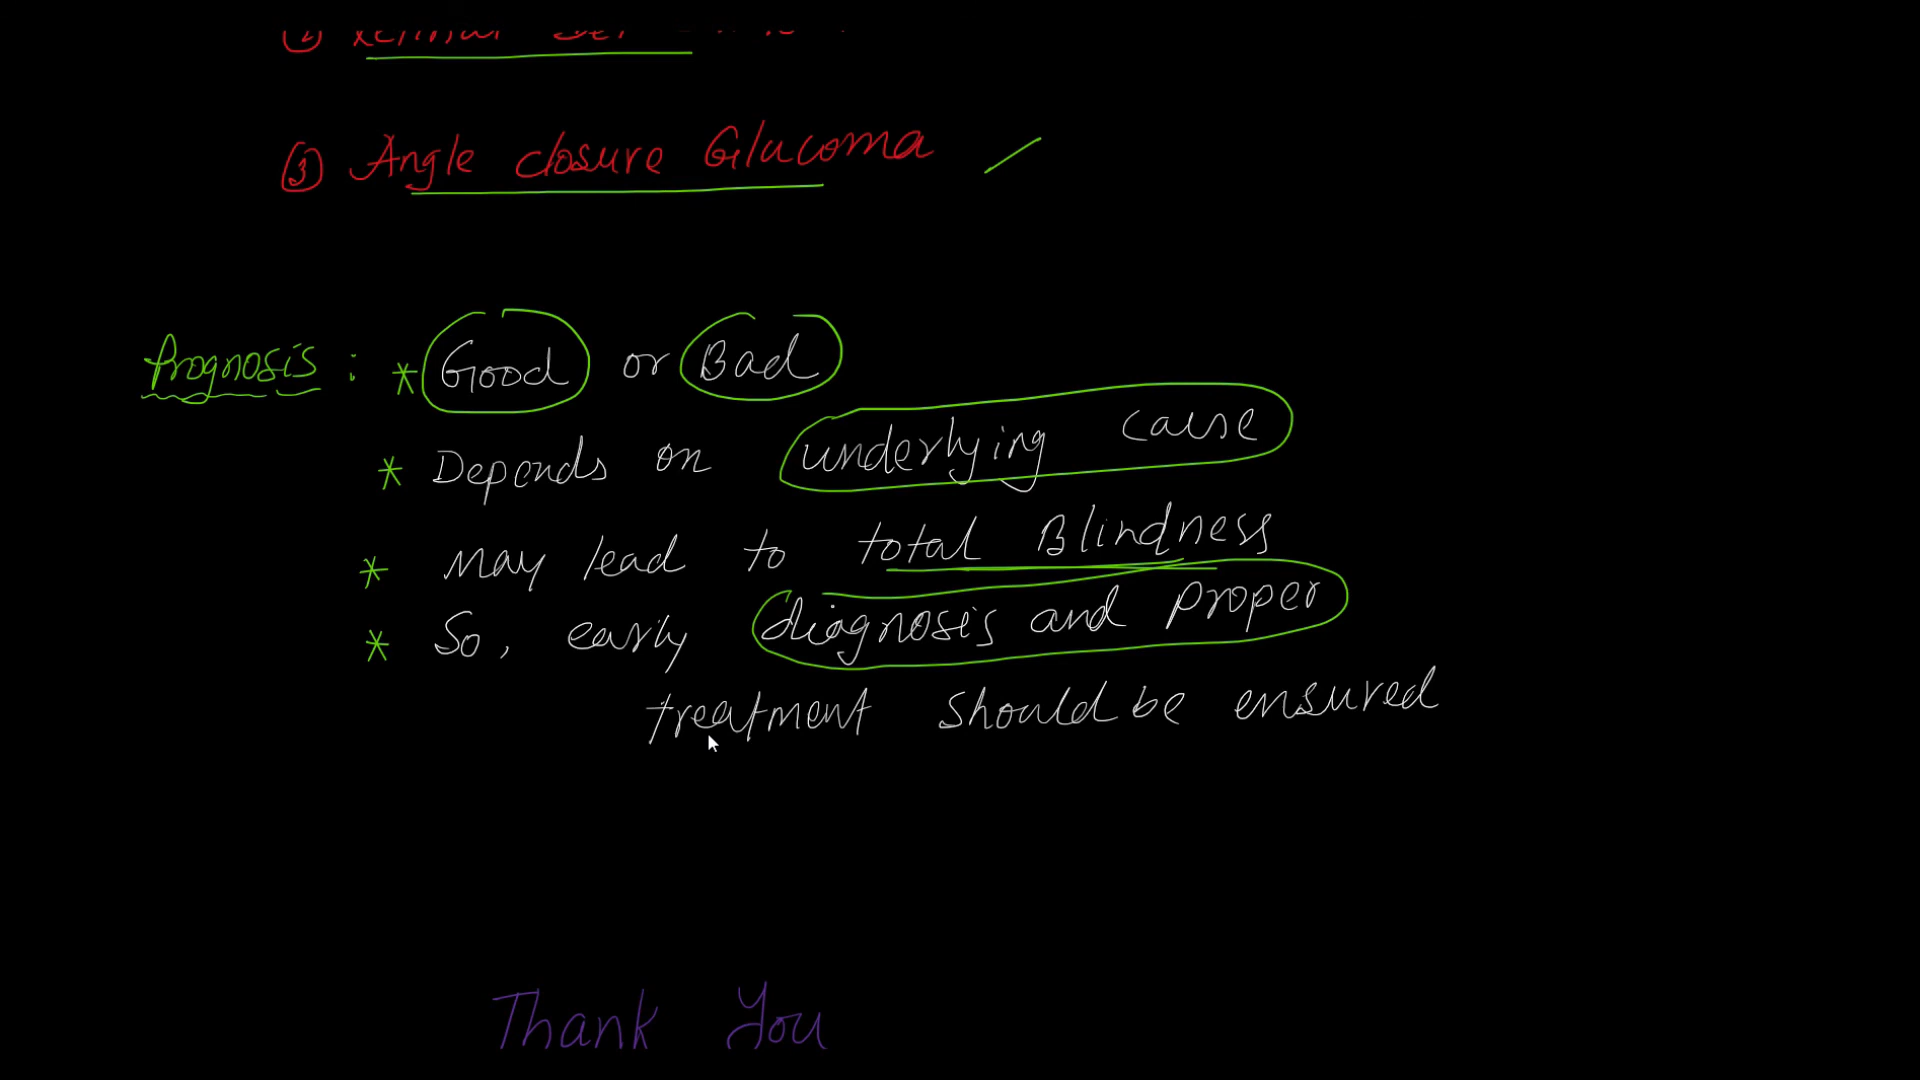 ③ Angle closure Glucoma
Prognosis : * Good or Bad
* Depends on underlying cause
* May lead to total Blindness
* So, early diagnosis and proper
treatment should be ensured
Thank You